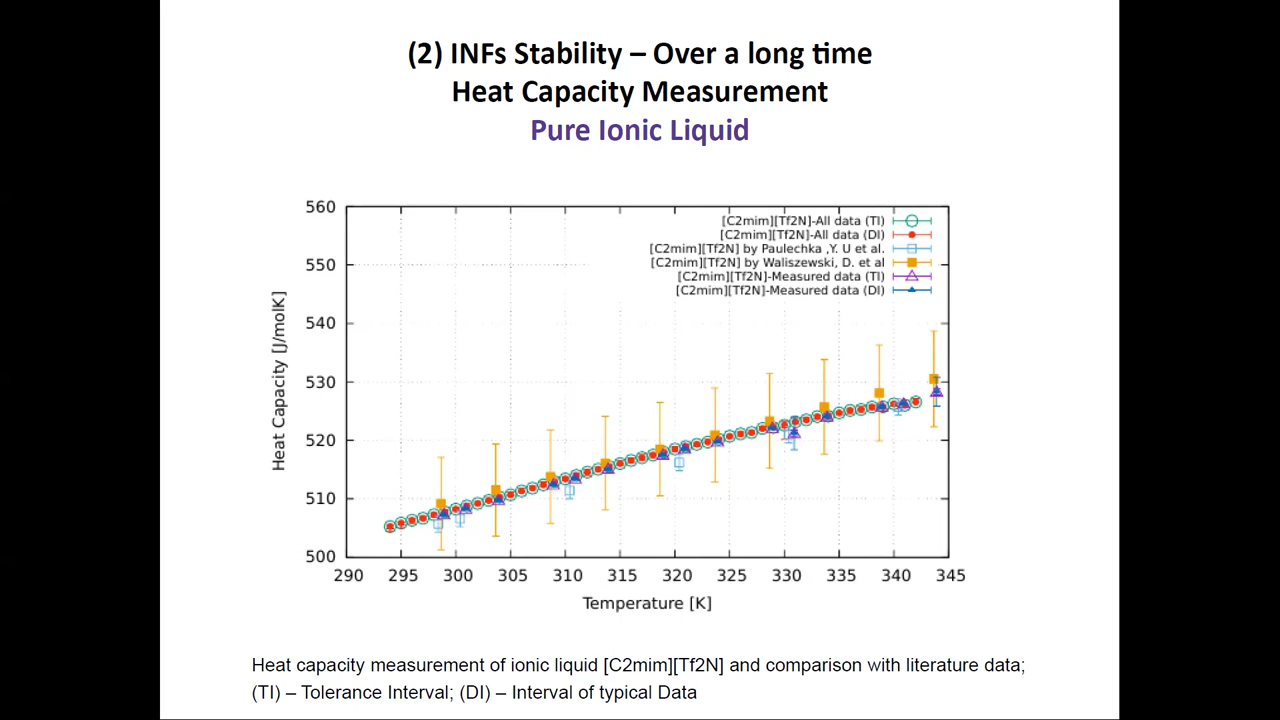 (2) INFs Stability – Over a long time
Heat Capacity Measurement
Pure Ionic Liquid
560
550
540
530
520
510
500
Heat Capacity [J/molK]
[C2mim][Tf2N]-All data (TI)
[C2mim][Tf2N]-All data (DI)
[C2mim][Tf2N] by Paulechka ,Y. U et al.
[C2mim][Tf2N] by Waliszewski, D. et al
[C2mim][Tf2N]-Measured data (TI)
[C2mim][Tf2N]-Measured data (DI)
290 295 300 305 310 315 320 325 330 335 340 345
Temperature [K]
Heat capacity measurement of ionic liquid [C2mim][Tf2N] and comparison with literature data;
(TI) – Tolerance Interval; (DI) – Interval of typical Data